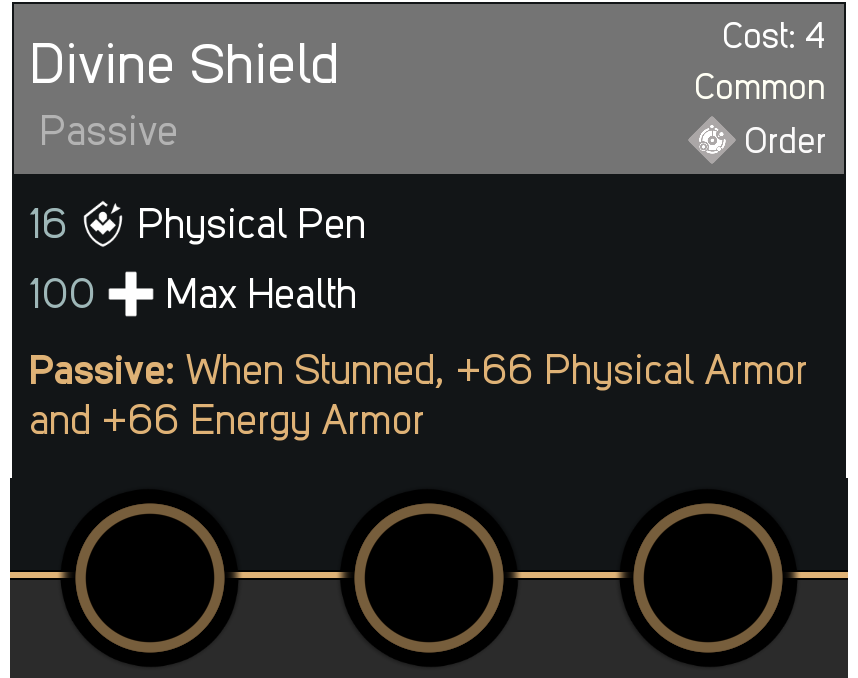 Divine Shield
Passive
Cost: 4
Common
Order
16 Physical Pen
100 Max Health
Passive: When Stunned, +66 Physical Armor
and +66 Energy Armor